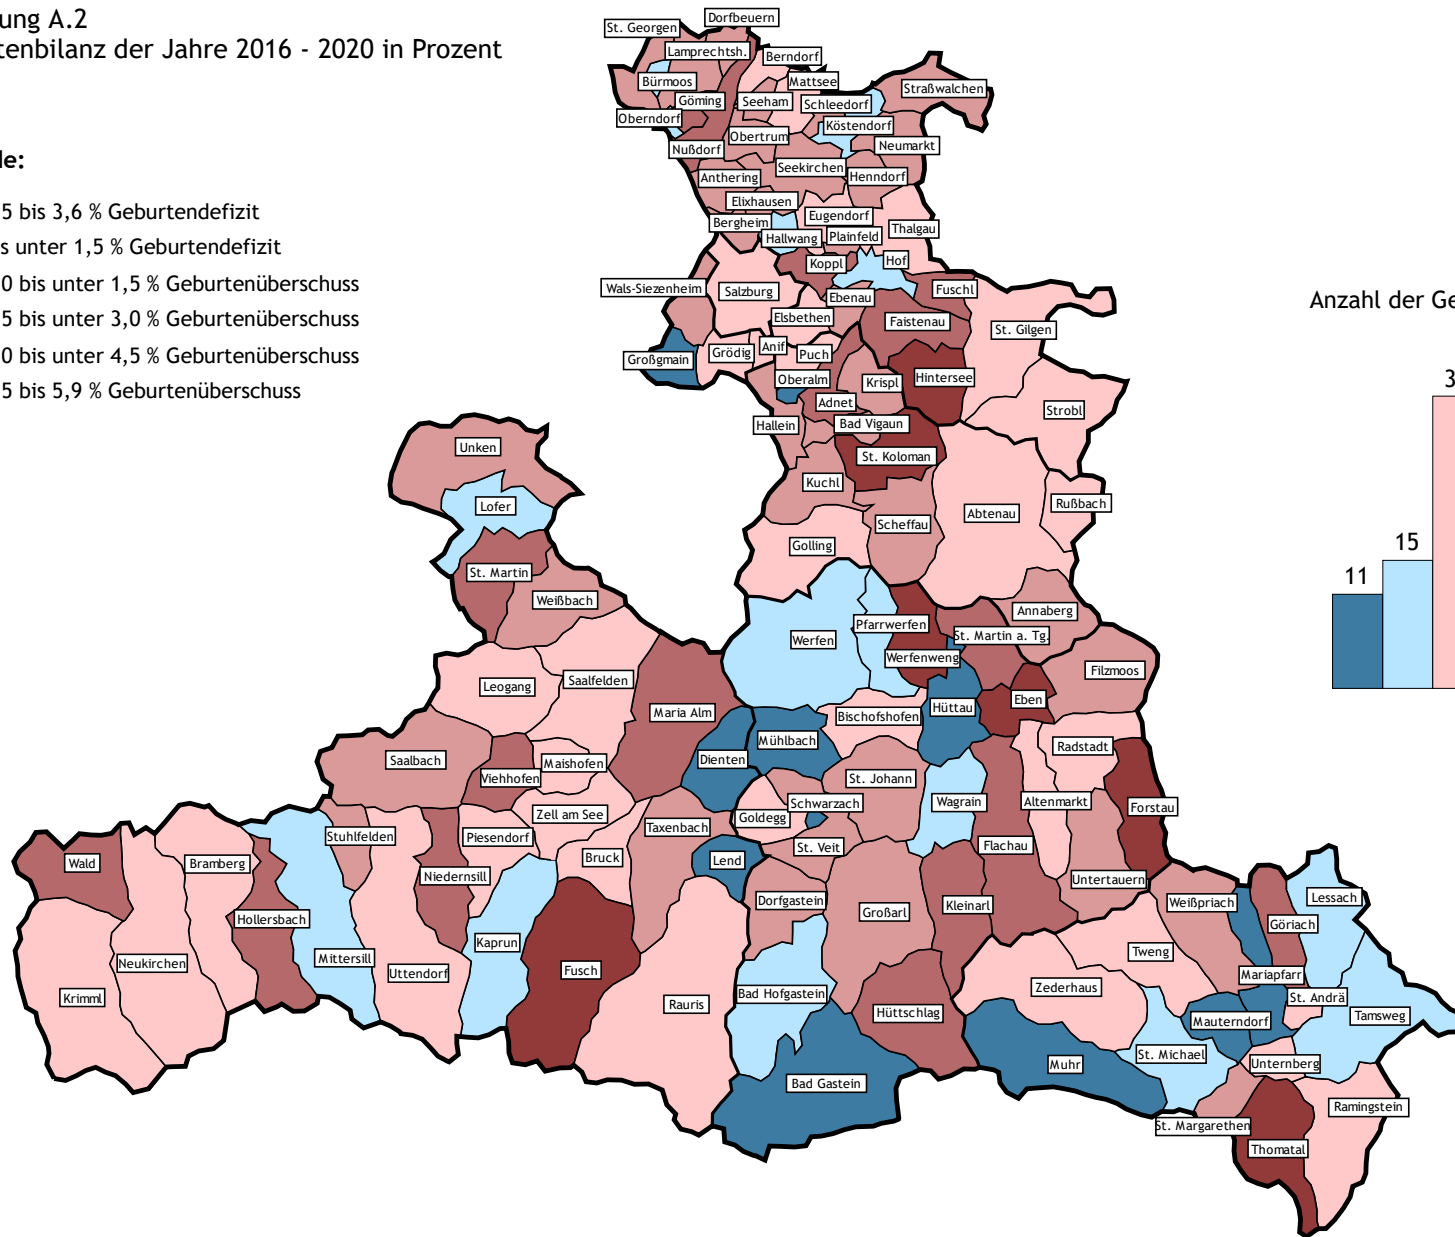 ung A.2
tenbilanz der Jahre 2016 - 2020 in Prozent
de:
5 bis 3,6 % Geburtendefizit
s unter 1,5 % Geburtendefizit
0 bis unter 1,5 % Geburtenüberschuss
5 bis unter 3,0 % Geburtenüberschuss
0 bis unter 4,5 % Geburtenüberschuss
5 bis 5,9 % Geburtenüberschuss
Anzahl der Ge
11
15
3
Dorfbeuern
St. Georgen
Lamprechtsh.
Berndorf
Bürmoos
Mattsee
Straßwalchen
Göming
Seeham
Schleedorf
Oberndorf
Köstendorf
Obertrum
Nußdorf
Neumarkt
Seekirchen
Anthering
Henndorf
Elixhausen
Eugendorf
Bergheim
Thalgau
Hallwang
Plainfeld
Koppl
Hof
Wals-Siezenheim
Salzburg
Ebenau
Fuschl
Elsbethen
Faistenau
St. Gilgen
Großgmain
Grödig
Anif
Puch
Oberalm
Krispl
Hintersee
Adnet
Strobl
Hallein
Bad Vigaun
Unken
St. Koloman
Kuchl
Lofer
Rußbach
Abtenau
Scheffau
Golling
St. Martin
Weißbach
Annaberg
Pfarrwerfen
Werfen
St. Martin a. Tg.
Werfenweng
Filzmoos
Saalfelden
Leogang
Eben
Hüttau
Maria Alm
Bischofshofen
Mühlbach
Radstadt
Saalbach
Dienten
Maishofen
Viehhofen
St. Johann
Schwarzach
Wagrain
Altenmarkt
Forstau
Zell am See
Goldegg
Taxenbach
Stuhlfelden
Piesendorf
Flachau
St. Veit
Bruck
Lend
Wald
Bramberg
Niedernsill
Untertauern
Dorfgastein
Lessach
Großarl
Kleinarl
Weißpriach
Hollersbach
Göriach
Kaprun
Tweng
Mittersill
Neukirchen
Fusch
Uttendorf
Mariapfarr
Zederhaus
Bad Hofgastein
Krimml
St. Andrä
Rauris
Hüttschlag
Tamsweg
Mauterndorf
St. Michael
Muhr
Unternberg
Bad Gastein
Ramingstein
St. Margarethen
Thomatal